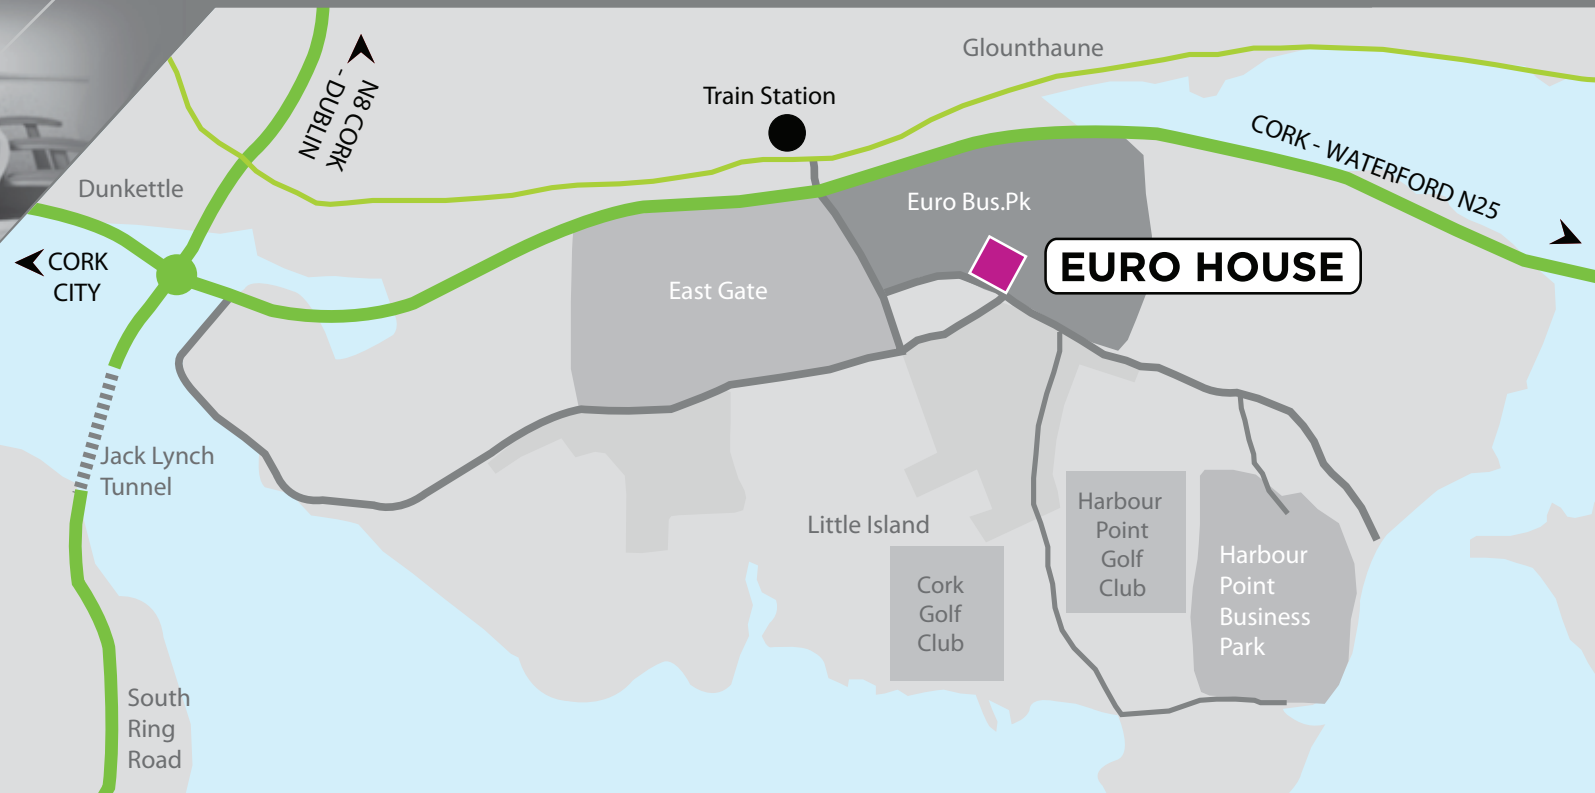 Glounthaune
Train Station
N8 CORK
- DUBLIN
CORK - WATERFORD N25
Dunkettle
Euro Bus.Pk
EURO HOUSE
CORK
CITY
East Gate
Jack Lynch
Tunnel
Little Island
Harbour
Point
Golf
Club
Harbour
Point
Business
Park
Cork
Golf
Club
South
Ring
Road